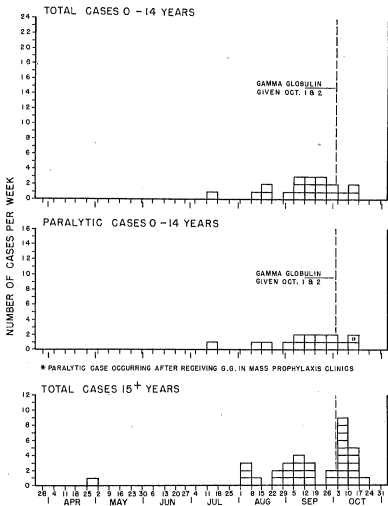 TOTAL CASES 0 – 14 YEARS
24
22
20
18
16
14
12
10
8
6
4
2
0
GAMMA GLOBULIN
GIVEN OCT. 1 & 2
NUMBER OF CASES PER WEEK
PARALYTIC CASES 0 – 14 YEARS
16
14
12
10
8
6
4
2
0
GAMMA GLOBULIN
GIVEN OCT. 1 & 2
*
* PARALYTIC CASE OCCURRING AFTER RECEIVING G.G. IN MASS PROPHYLAXIS CLINICS
TOTAL CASES 15+ YEARS
12
10
8
6
4
2
0
28 4 11 18 25 2 9 16 23 30 6 13 20 27 4 11 18 25 1 8 15 22 29 5 12 19 26 3 10 17 24 31
APR MAY JUN JUL AUG SEP OCT